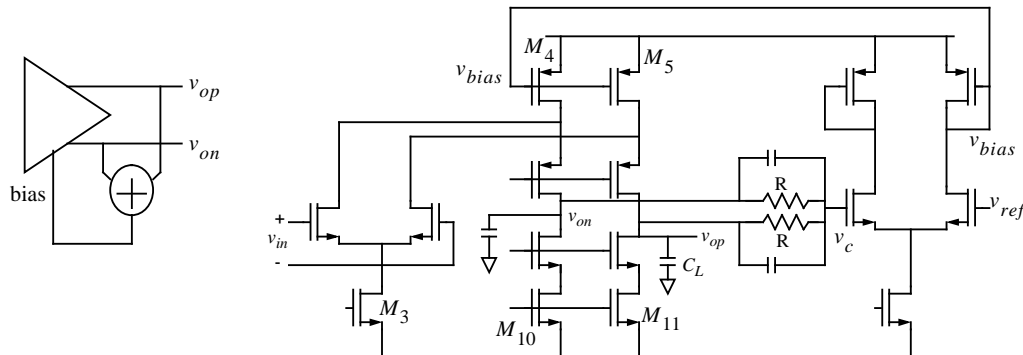 v_op
v_on
bias
M_4
M_5
v_bias
v_bias
R
R
v_on
v_op
v_c
v_ref
+
v_in
-
C_L
M_3
M_10
M_11